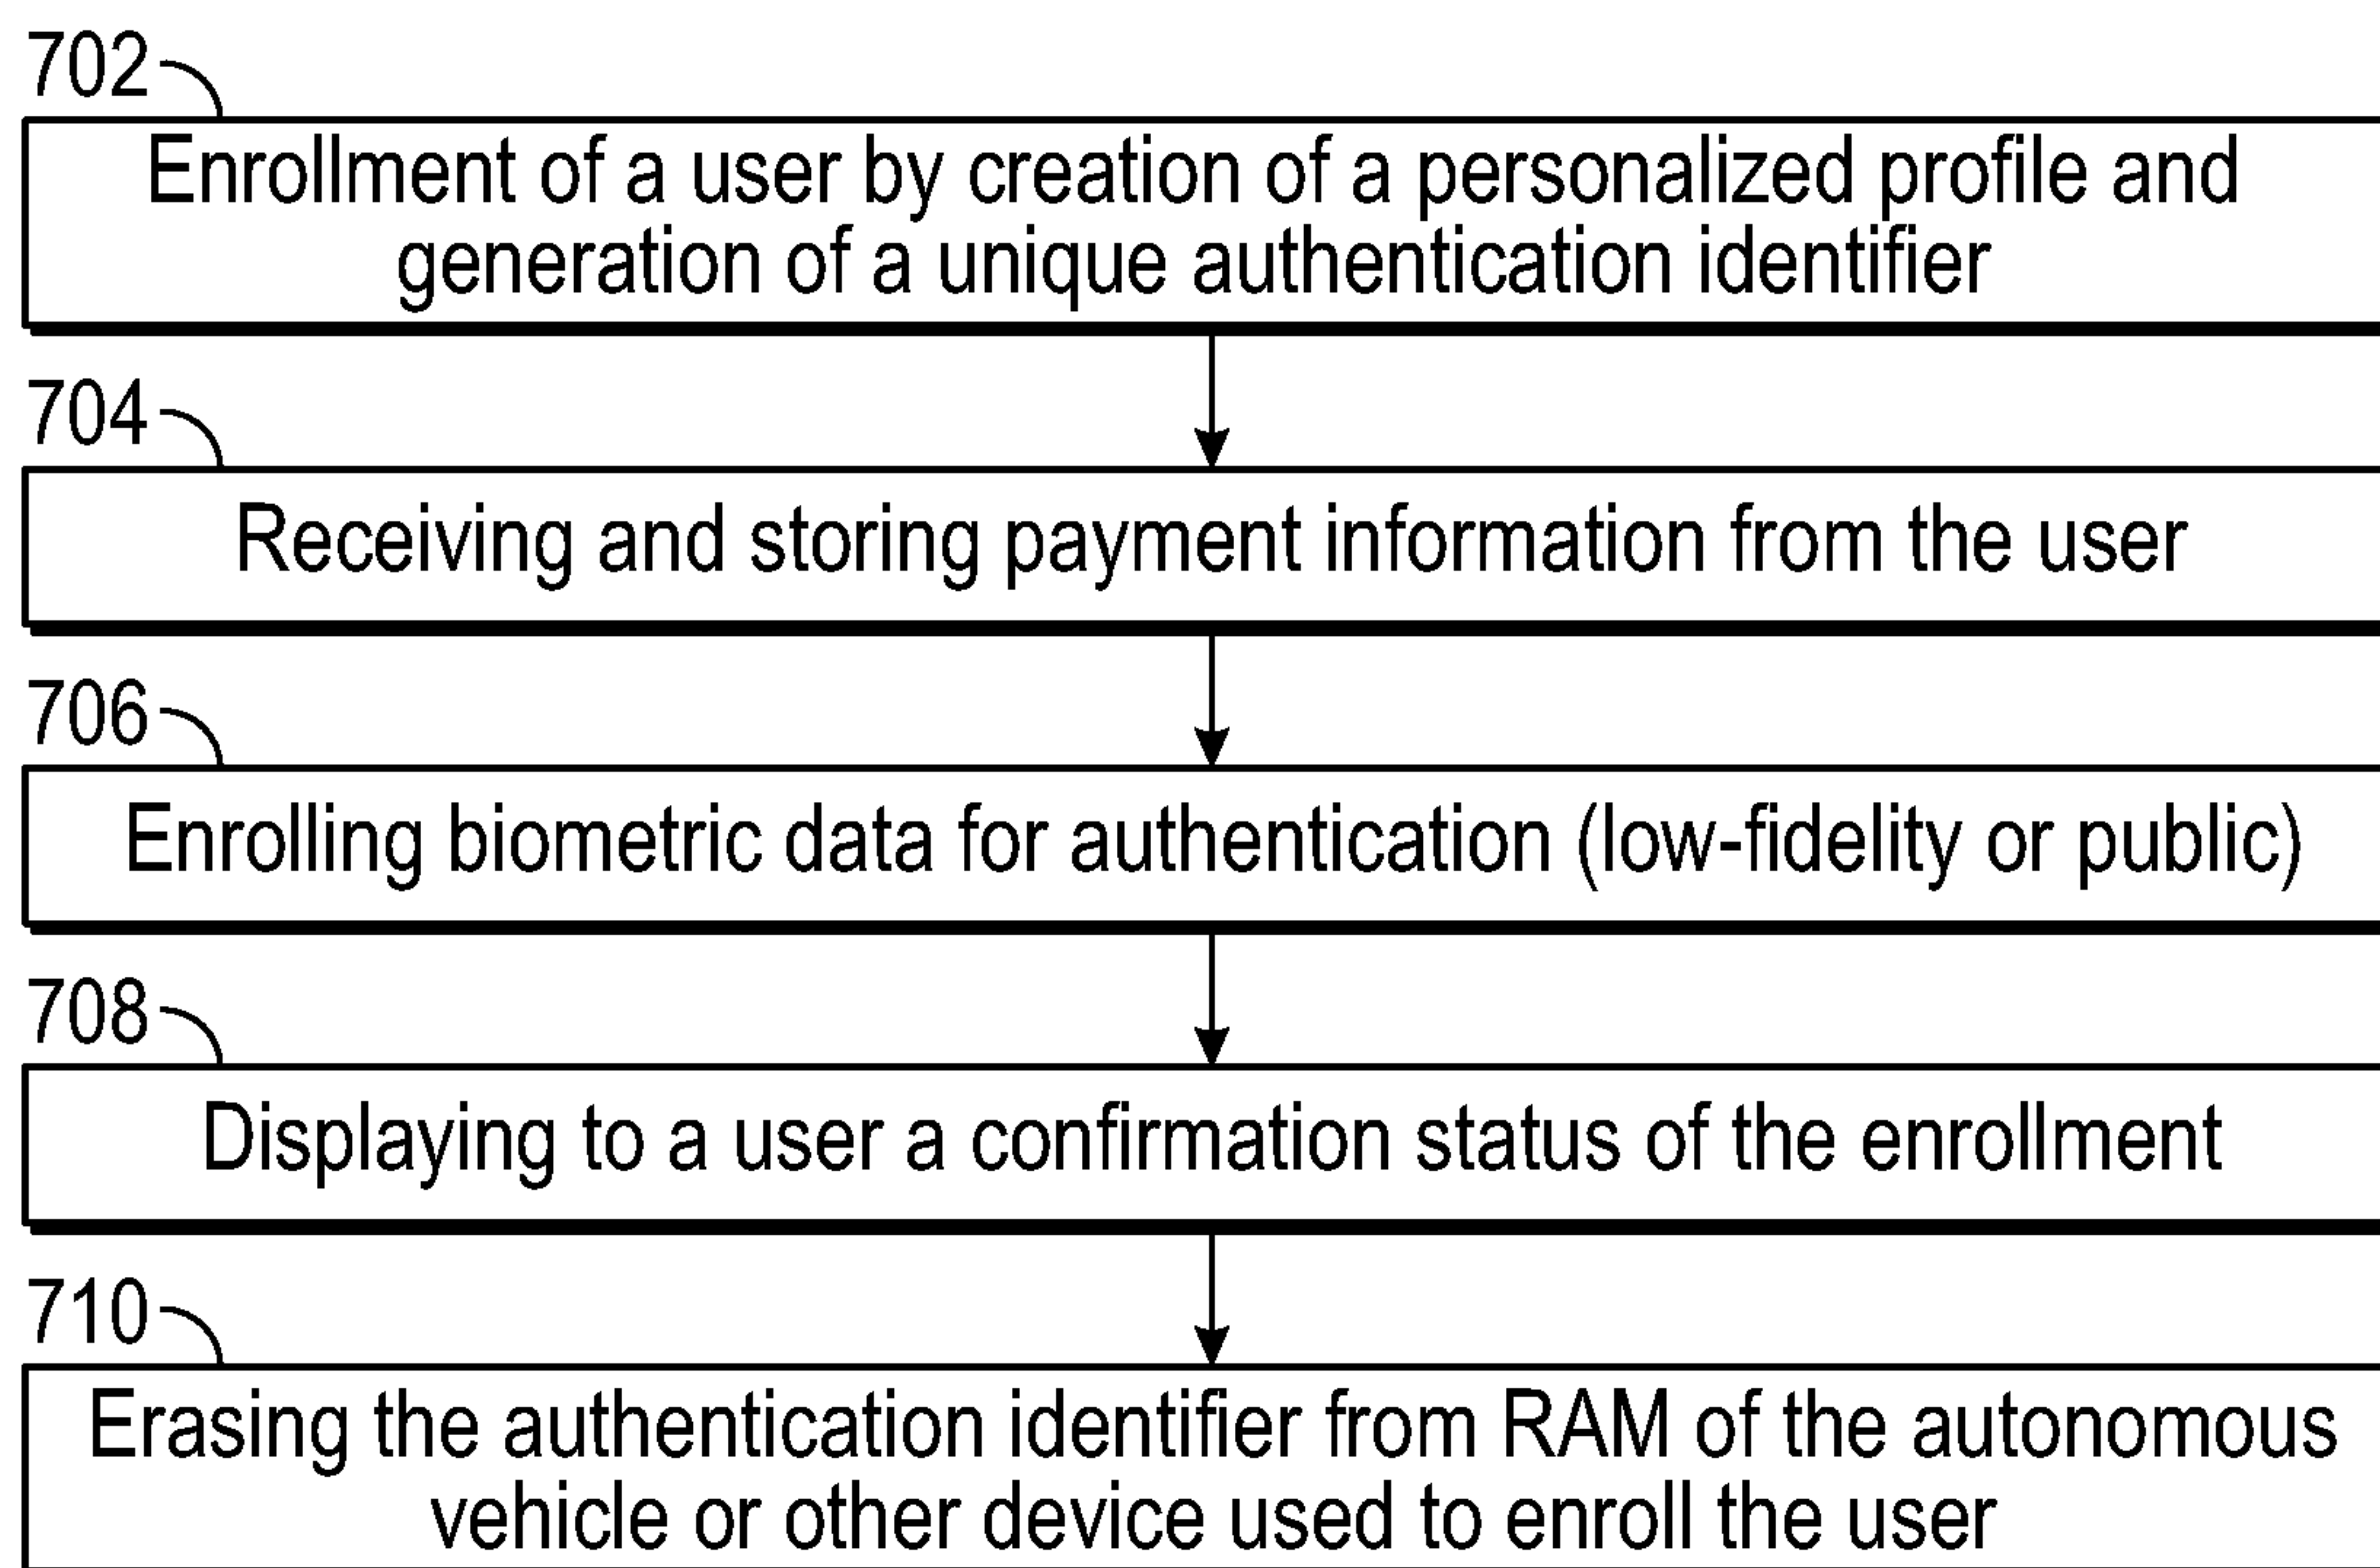 702
Enrollment of a user by creation of a personalized profile and
generation of a unique authentication identifier
704
Receiving and storing payment information from the user
706
Enrolling biometric data for authentication (low-fidelity or public)
708
Displaying to a user a confirmation status of the enrollment
710
Erasing the authentication identifier from RAM of the autonomous
vehicle or other device used to enroll the user